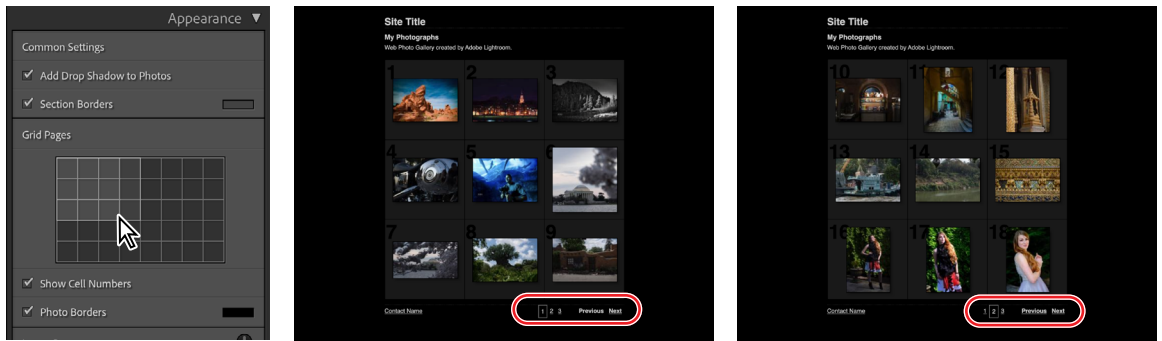 Appearance ▼
Common Settings
Add Drop Shadow to Photos
Section Borders
Grid Pages
Show Cell Numbers
Photo Borders
Site Title
My Photographs
Web Photo Gallery created by Adobe Lightroom.
1 2 3
4 5 6
7 8 9
Contact Name 1 2 3 Previous Next
Site Title
My Photographs
Web Photo Gallery created by Adobe Lightroom.
10 11 12
13 14 15
16 17 18
Contact Name 1 2 3 Previous Next